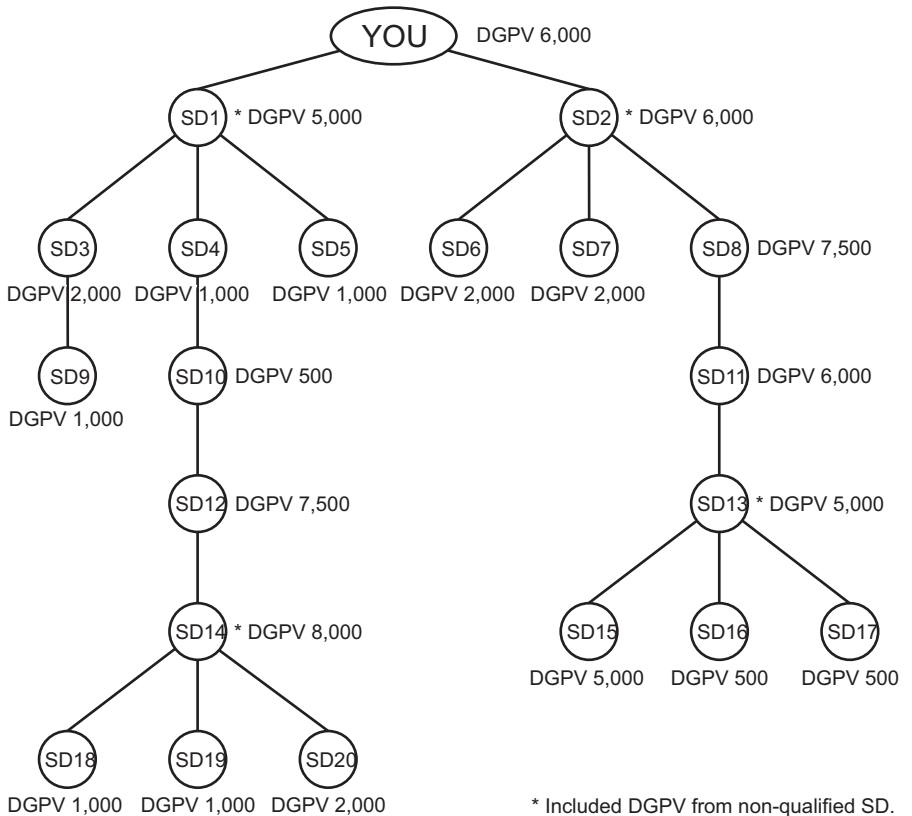 YOU DGPV 6,000
SD1 * DGPV 5,000 SD2 * DGPV 6,000
SD3 SD4 SD5 SD6 SD7 SD8 DGPV 7,500
DGPV 2,000 DGPV 1,000 DGPV 1,000 DGPV 2,000 DGPV 2,000
SD9 SD10 DGPV 500 SD11 DGPV 6,000
DGPV 1,000
SD12 DGPV 7,500 SD13 * DGPV 5,000
SD14 * DGPV 8,000 SD15 SD16 SD17
DGPV 5,000 DGPV 500 DGPV 500
SD18 SD19 SD20
DGPV 1,000 DGPV 1,000 DGPV 2,000 * Included DGPV from non-qualified SD.